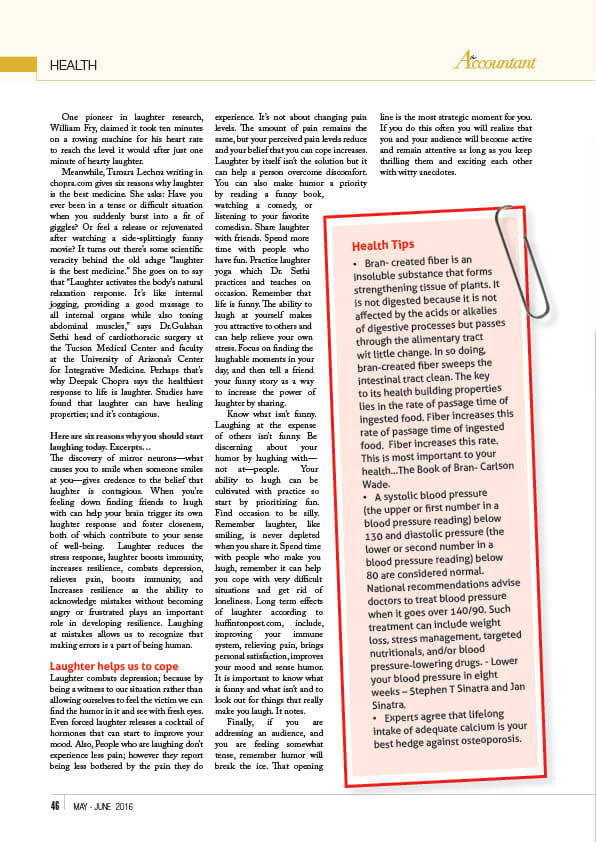 HEALTH
the
Accountant
One pioneer in laughter research,
William Fry, claimed it took ten minutes
on a rowing machine for his heart rate
to reach the level it would after just one
minute of hearty laughter.
Meanwhile, Tamara Lechna writing in
chopra.com gives six reasons why laughter
is the best medicine. She asks: Have you
ever been in a tense or difficult situation
when you suddenly burst into a fit of
giggles? Or feel a release or rejuvenated
after watching a side-splittingly funny
movie? It turns out there's some scientific
veracity behind the old adage "laughter
is the best medicine." She goes on to say
that "Laughter activates the body's natural
relaxation response. It's like internal
jogging, providing a good massage to
all internal organs while also toning
abdominal muscles," says Dr.Gulshan
Sethi head of cardiothoracic surgery at
the Tucson Medical Center and faculty
at the University of Arizona's Center
for Integrative Medicine. Perhaps that's
why Deepak Chopra says the healthiest
response to life is laughter. Studies have
found that laughter can have healing
properties; and it's contagious.
Here are six reasons why you should start
laughing today. Excerpts…
The discovery of mirror neurons—what
causes you to smile when someone smiles
at you—gives credence to the belief that
laughter is contagious. When you're
feeling down finding friends to laugh
with can help your brain trigger its own
laughter response and foster closeness,
both of which contribute to your sense
of well-being. Laughter reduces the
stress response, laughter boosts immunity,
increases resilience, combats depression,
relieves pain, boosts immunity, and
Increases resilience as the ability to
acknowledge mistakes without becoming
angry or frustrated plays an important
role in developing resilience. Laughing
at mistakes allows us to recognize that
making errors is a part of being human.
Laughter helps us to cope
Laughter combats depression; because by
being a witness to our situation rather than
allowing ourselves to feel the victim we can
find the humor in it and see with fresh eyes.
Even forced laughter releases a cocktail of
hormones that can start to improve your
mood. Also, People who are laughing don't
experience less pain; however they report
being less bothered by the pain they do
experience. It's not about changing pain
levels. The amount of pain remains the
same, but your perceived pain levels reduce
and your belief that you can cope increases.
Laughter by itself isn't the solution but it
can help a person overcome discomfort.
You can also make humor a priority
by reading a funny book,
watching a comedy, or
listening to your favorite
comedian. Share laughter
with friends. Spend more
time with people who
have fun. Practice laughter
yoga which Dr. Sethi
practices and teaches on
occasion. Remember that
life is funny. The ability to
laugh at yourself makes
you attractive to others and
can help relieve your own
stress. Focus on finding the
laughable moments in your
day, and then tell a friend
your funny story as a way
to increase the power of
laughter by sharing.
Know what isn't funny.
Laughing at the expense
of others isn't funny. Be
discerning about your
humor by laughing with—
not at—people. Your
ability to laugh can be
cultivated with practice so
start by prioritizing fun.
Find occasion to be silly.
Remember laughter, like
smiling, is never depleted
when you share it. Spend time
with people who make you
laugh, remember it can help
you cope with very difficult
situations and get rid of
loneliness. Long term effects
of laughter according to
huffintonpost.com, include,
improving your immune
system, relieving pain, brings
personal satisfaction, improves
your mood and sense humor.
It is important to know what
is funny and what isn't and to
look out for things that really
make you laugh. It notes.
Finally, if you are
addressing an audience, and
you are feeling somewhat
tense, remember humor will
break the ice. That opening
line is the most strategic moment for you.
If you do this often you will realize that
you and your audience will become active
and remain attentive as long as you keep
thrilling them and exciting each other
with witty anecdotes.
Health Tips
• Bran- created fiber is an
insoluble substance that forms
strengthening tissue of plants. It
is not digested because it is not
affected by the acids or alkalies
of digestive processes but passes
through the alimentary tract
wit little change. In so doing,
bran-created fiber sweeps the
intestinal tract clean. The key
to its health building properties
lies in the rate of passage time of
ingested food. Fiber increases this
rate of passage time of ingested
food. Fiber increases this rate.
This is most important to your
health...The Book of Bran- Carlson
Wade.
• A systolic blood pressure
(the upper or first number in a
blood pressure reading) below
130 and diastolic pressure (the
lower or second number in a
blood pressure reading) below
80 are considered normal.
National recommendations advise
doctors to treat blood pressure
when it goes over 140/90. Such
treatment can include weight
loss, stress management, targeted
nutritionals, and/or blood
pressure-lowering drugs. - Lower
your blood pressure in eight
weeks – Stephen T Sinatra and Jan
Sinatra.
• Experts agree that lifelong
intake of adequate calcium is your
best hedge against osteoporosis.
46 MAY - JUNE 2016